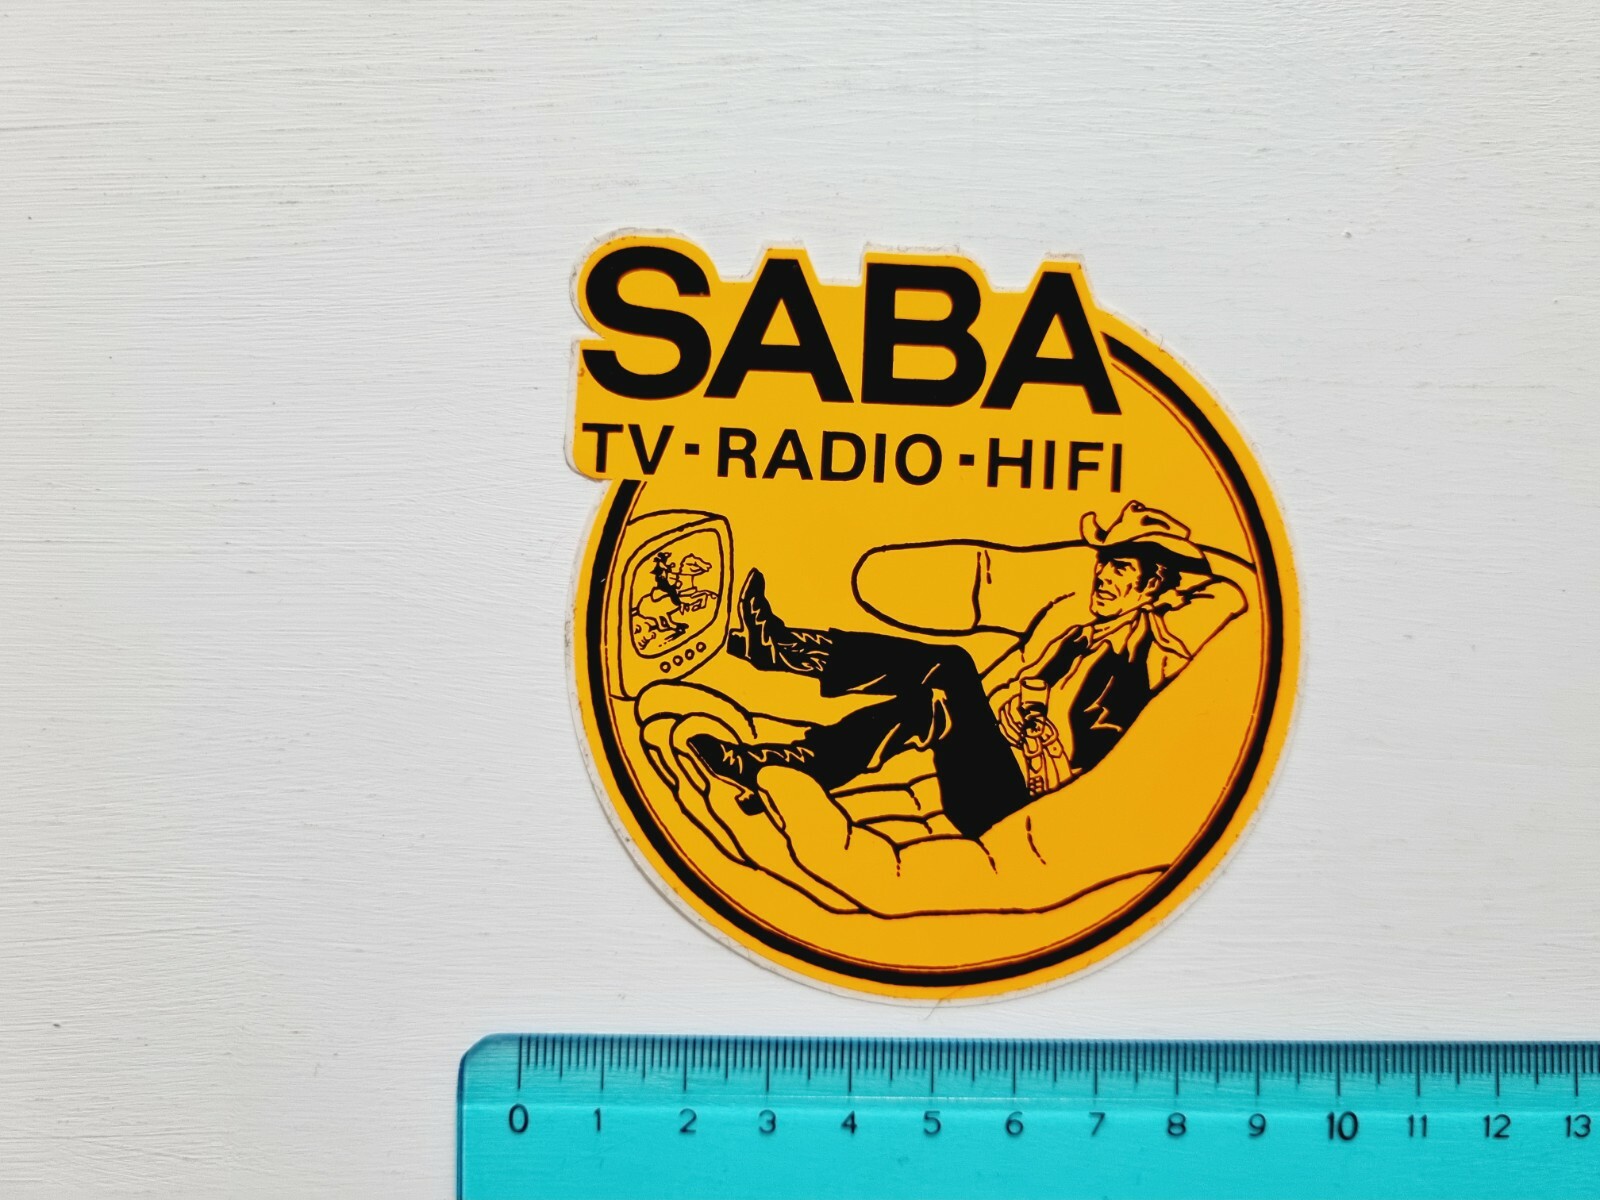 SABA
TV-RADIO-HIFI
0 1 2 3 4 5 6 7 8 9 10 11 12 13